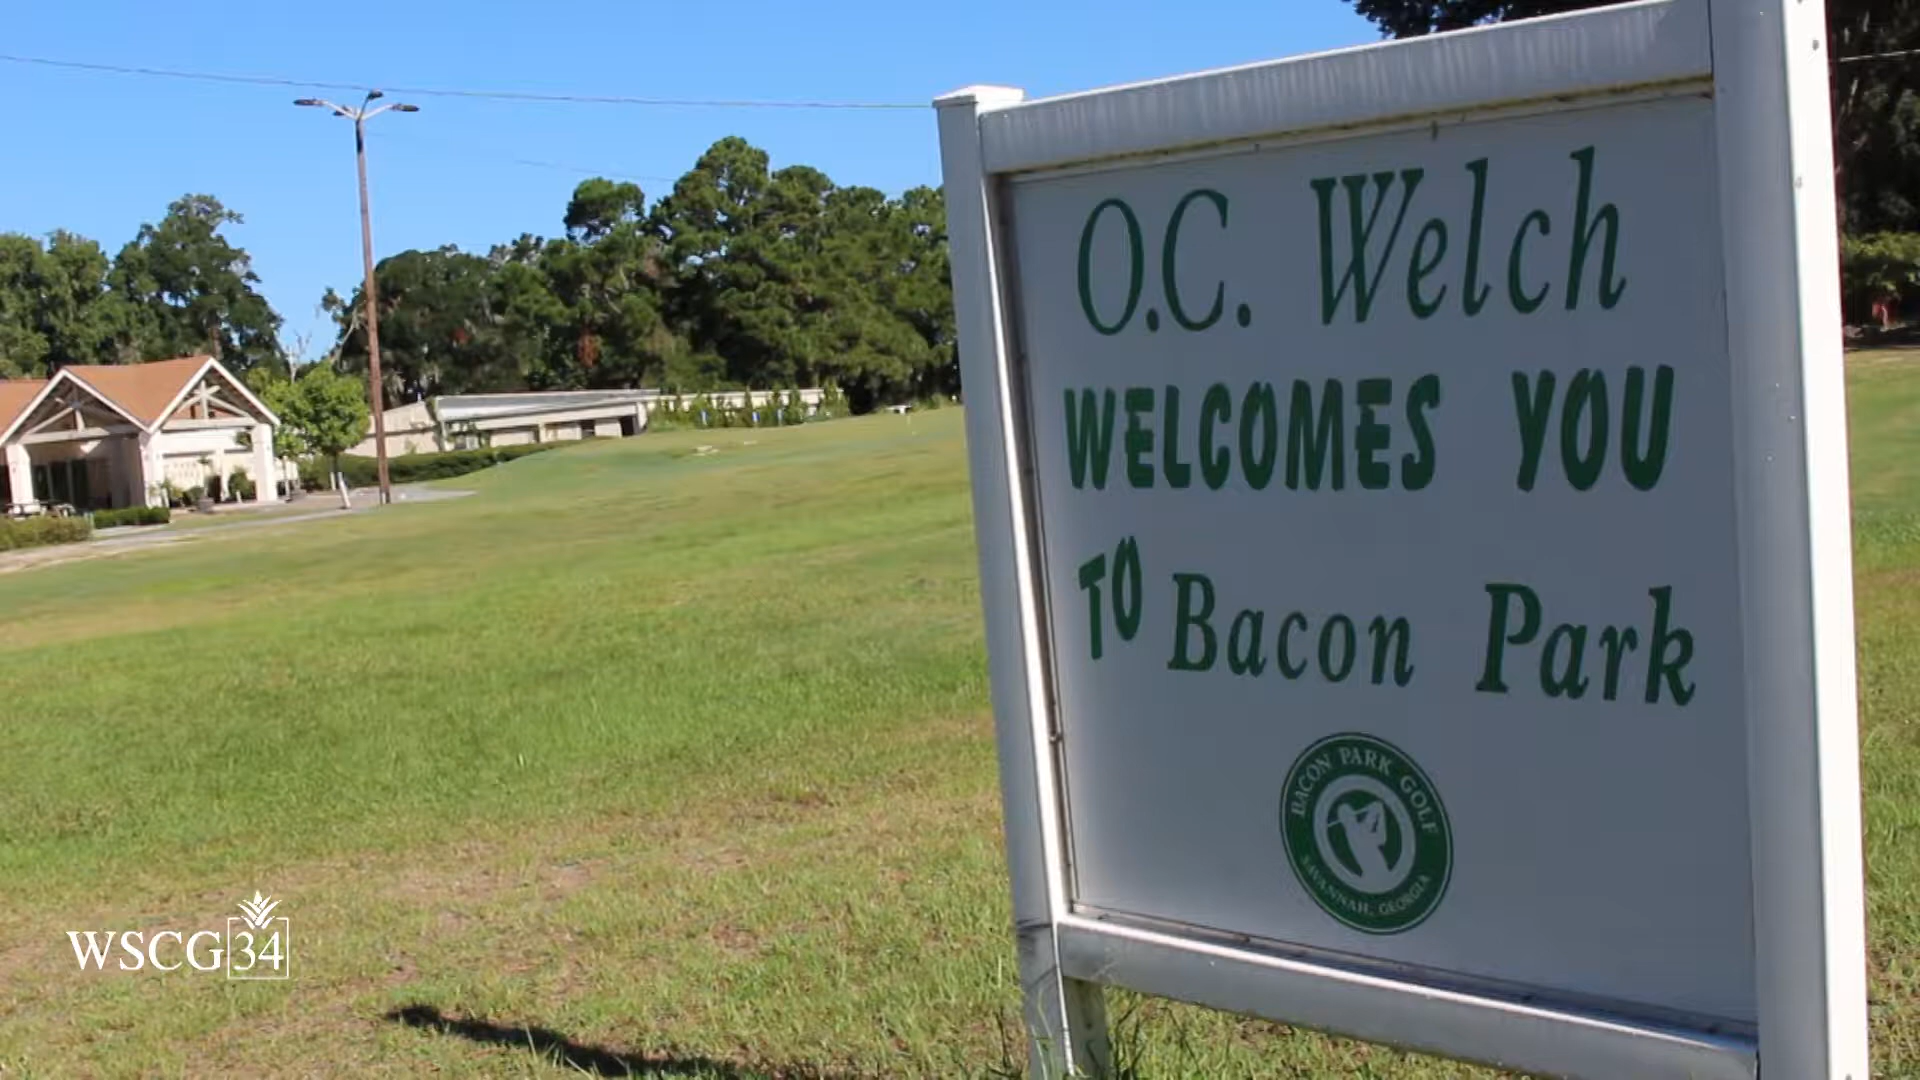 O.C. Welch
WELCOMES YOU
TO Bacon Park
BACON PARK GOLF
SAVANNAH, GEORGIA
WSCG 34